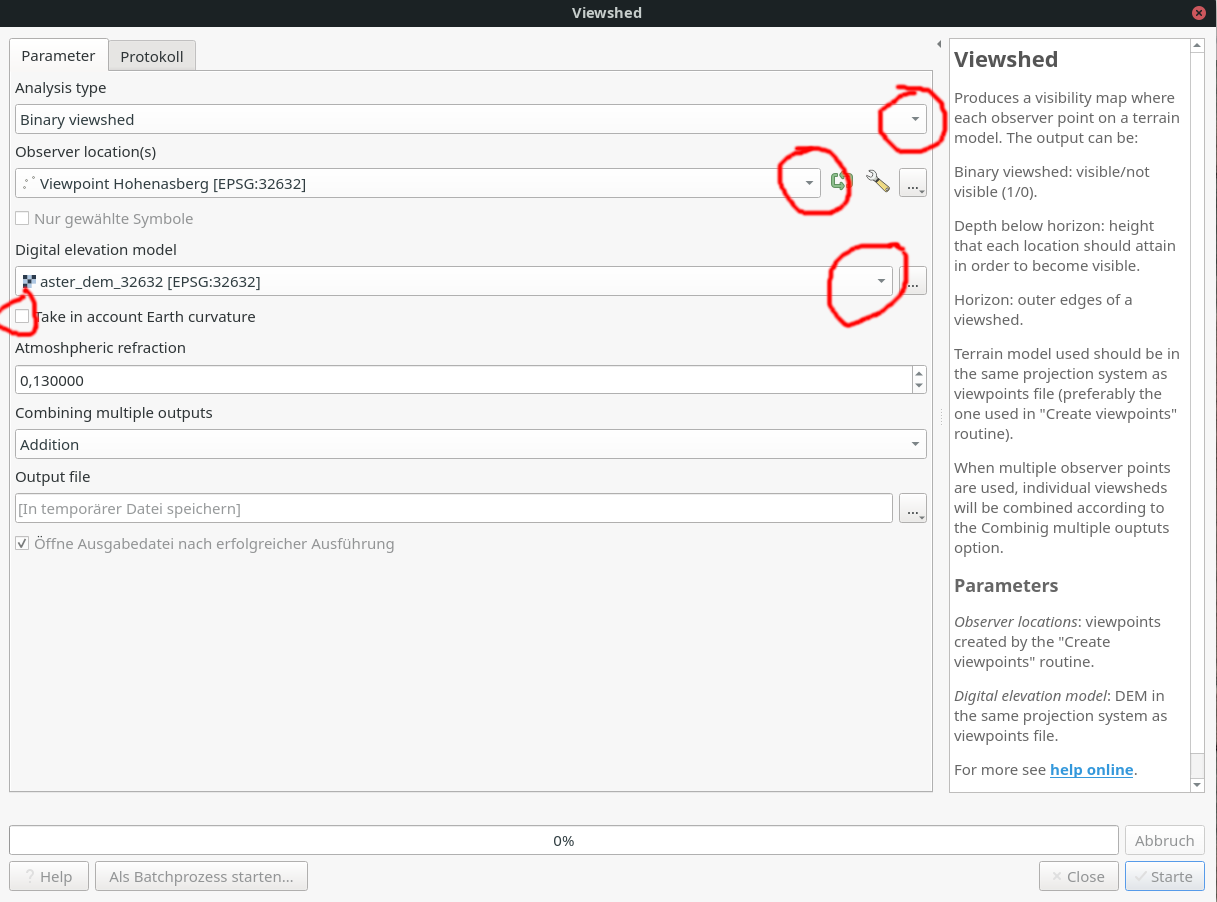 Viewshed
Parameter
Protokoll
Analysis type
Binary viewshed
Observer location(s)
Viewpoint Hohenasberg [EPSG:32632]
...
Nur gewählte Symbole
Digital elevation model
aster_dem_32632 [EPSG:32632]
...
Take in account Earth curvature
Atmoshpheric refraction
0,130000
Combining multiple outputs
Addition
Output file
[In temporärer Datei speichern]
...
Öffne Ausgabedatei nach erfolgreicher Ausführung
Viewshed
Produces a visibility map where
each observer point on a terrain
model. The output can be:
Binary viewshed: visible/not
visible (1/0).
Depth below horizon: height
that each location should attain
in order to become visible.
Horizon: outer edges of a
viewshed.
Terrain model used should be in
the same projection system as
viewpoints file (preferably the
one used in "Create viewpoints"
routine).
When multiple observer points
are used, individual viewsheds
will be combined according to
the Combinig multiple ouptuts
option.
Parameters
Observer locations: viewpoints
created by the "Create
viewpoints" routine.
Digital elevation model: DEM in
the same projection system as
viewpoints file.
For more see help online.
0%
Abbruch
? Help
Als Batchprozess starten...
Close
Starte